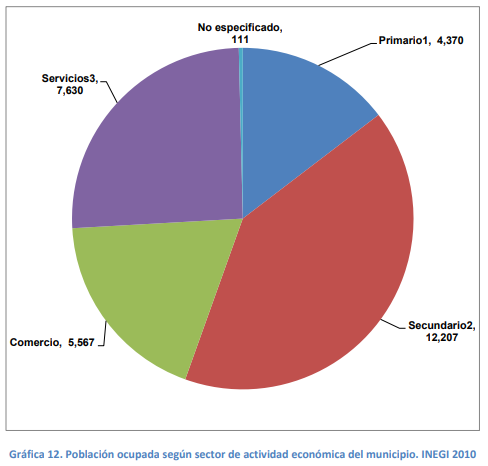 No especificado,
111
Primario1, 4,370
Servicios3,
7,630
Secundario2,
12,207
Comercio, 5,567
Gráfica 12. Población ocupada según sector de actividad económica del municipio. INEGI 2010